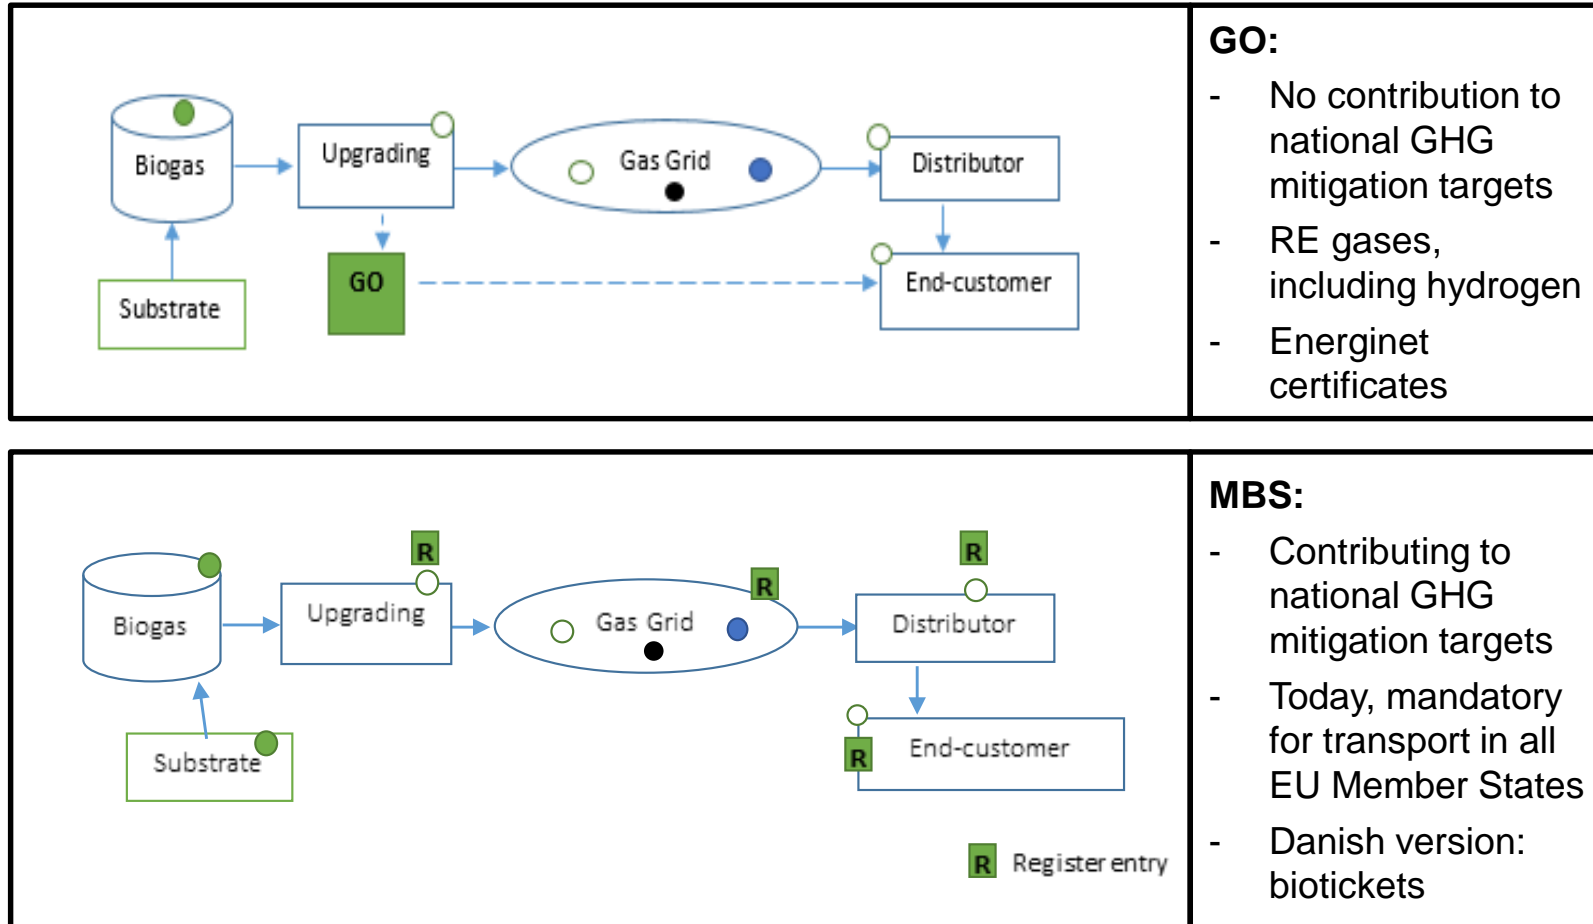 Biogas
Upgrading
Gas Grid
Distributor
Substrate
GO
End-customer
GO:
- No contribution to
national GHG
mitigation targets
- RE gases,
including hydrogen
- Energinet
certificates
R
R
R
Biogas
Upgrading
Gas Grid
Distributor
Substrate
R
End-customer
R Register entry
MBS:
- Contributing to
national GHG
mitigation targets
- Today, mandatory
for transport in all
EU Member States
- Danish version:
biotickets